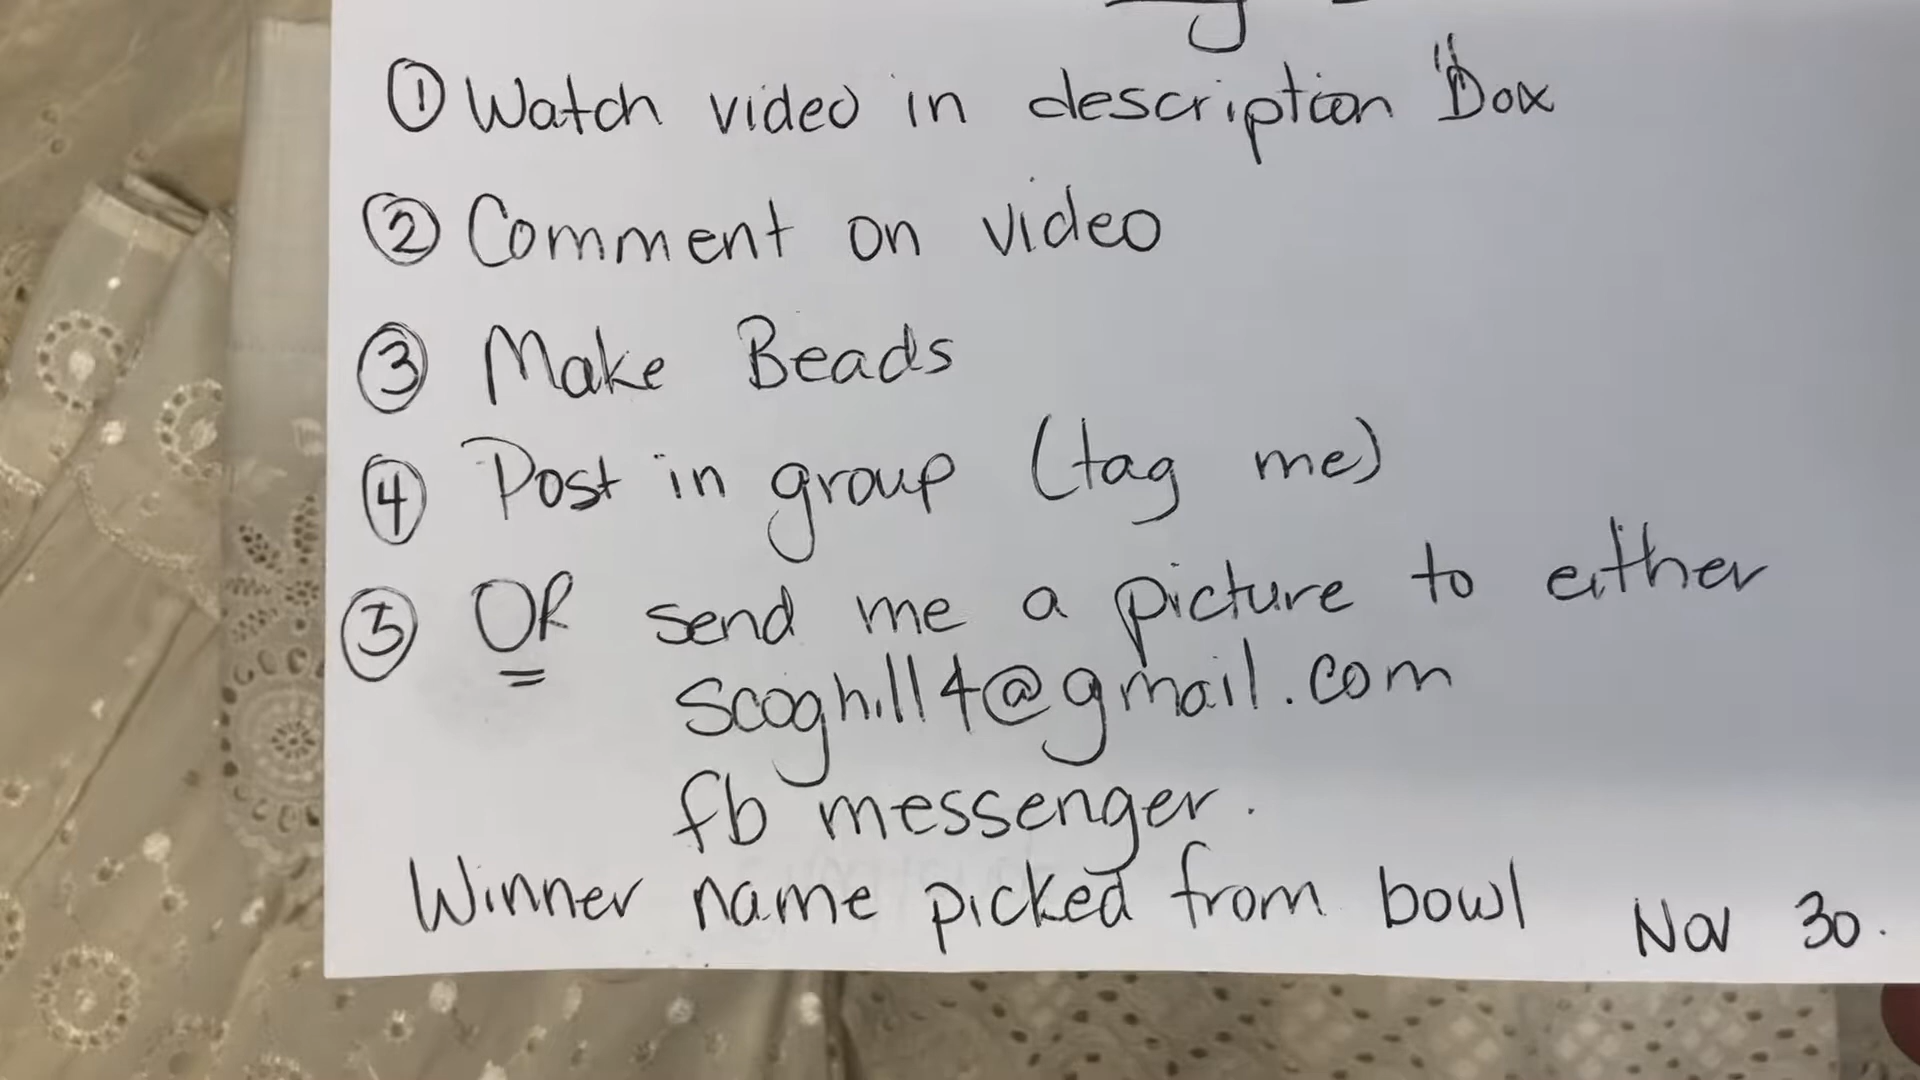 ① Watch video in description Box
② Comment on video
③ Make Beads
④ Post in group (tag me)
⑤ OR send me a picture to either
scoghill4@gmail.com
fb messenger.
Winner name picked from bowl Nov 30.